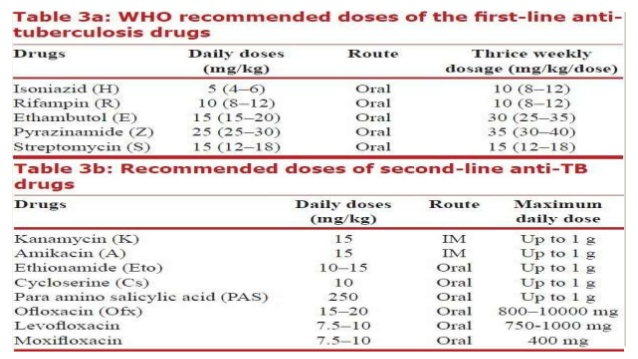 Table 3a: WHO recommended doses of the first-line anti-
tuberculosis drugs
Drugs Daily doses Route Thrice weekly
(mg/kg) dosage (mg/kg/dose)
Isoniazid (H) 5 (4–6) Oral 10 (8–12)
Rifampin (R) 10 (8–12) Oral 10 (8–12)
Ethambutol (E) 15 (15–20) Oral 30 (25–35)
Pyrazinamide (Z) 25 (25–30) Oral 35 (30–40)
Streptomycin (S) 15 (12–18) Oral 15 (12–18)
Table 3b: Recommended doses of second-line anti-TB
drugs
Drugs Daily doses Route Maximum
(mg/kg) daily dose
Kanamycin (K) 15 IM Up to 1 g
Amikacin (A) 15 IM Up to 1 g
Ethionamide (Eto) 10–15 Oral Up to 1 g
Cycloserine (Cs) 10 Oral Up to 1 g
Para amino salicylic acid (PAS) 250 Oral Up to 1 g
Ofloxacin (Ofx) 15–20 Oral 800–10000 mg
Levofloxacin 7.5–10 Oral 750-1000 mg
Moxifloxacin 7.5–10 Oral 400 mg